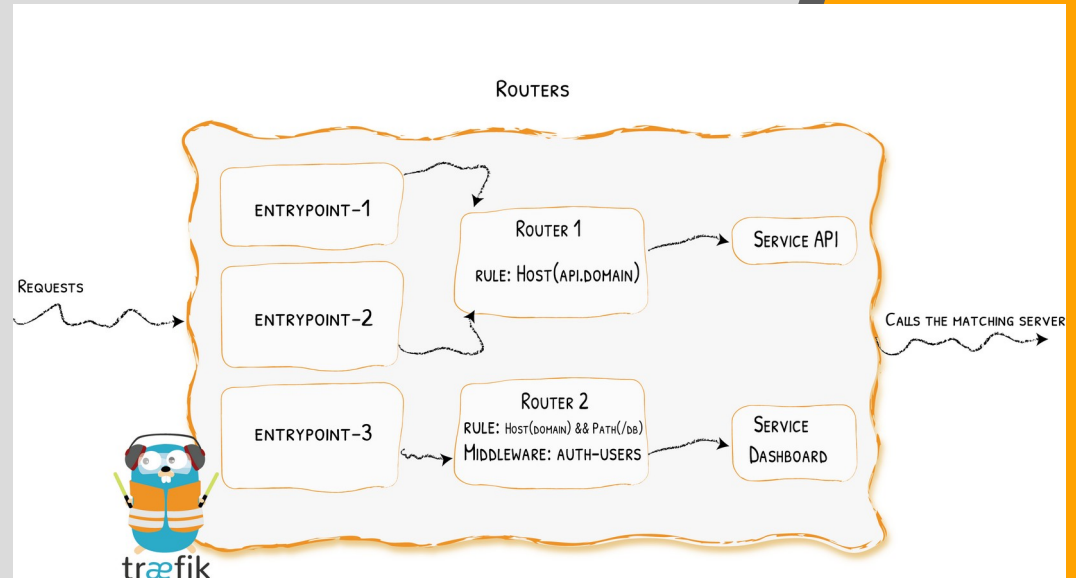 Routers
Requests
entrypoint-1
entrypoint-2
entrypoint-3
Router 1
rule: Host(api.domain)
Router 2
rule: Host(domain) && Path(/db)
Middleware: auth-users
Service API
Service
Dashboard
Calls the matching server
træfik